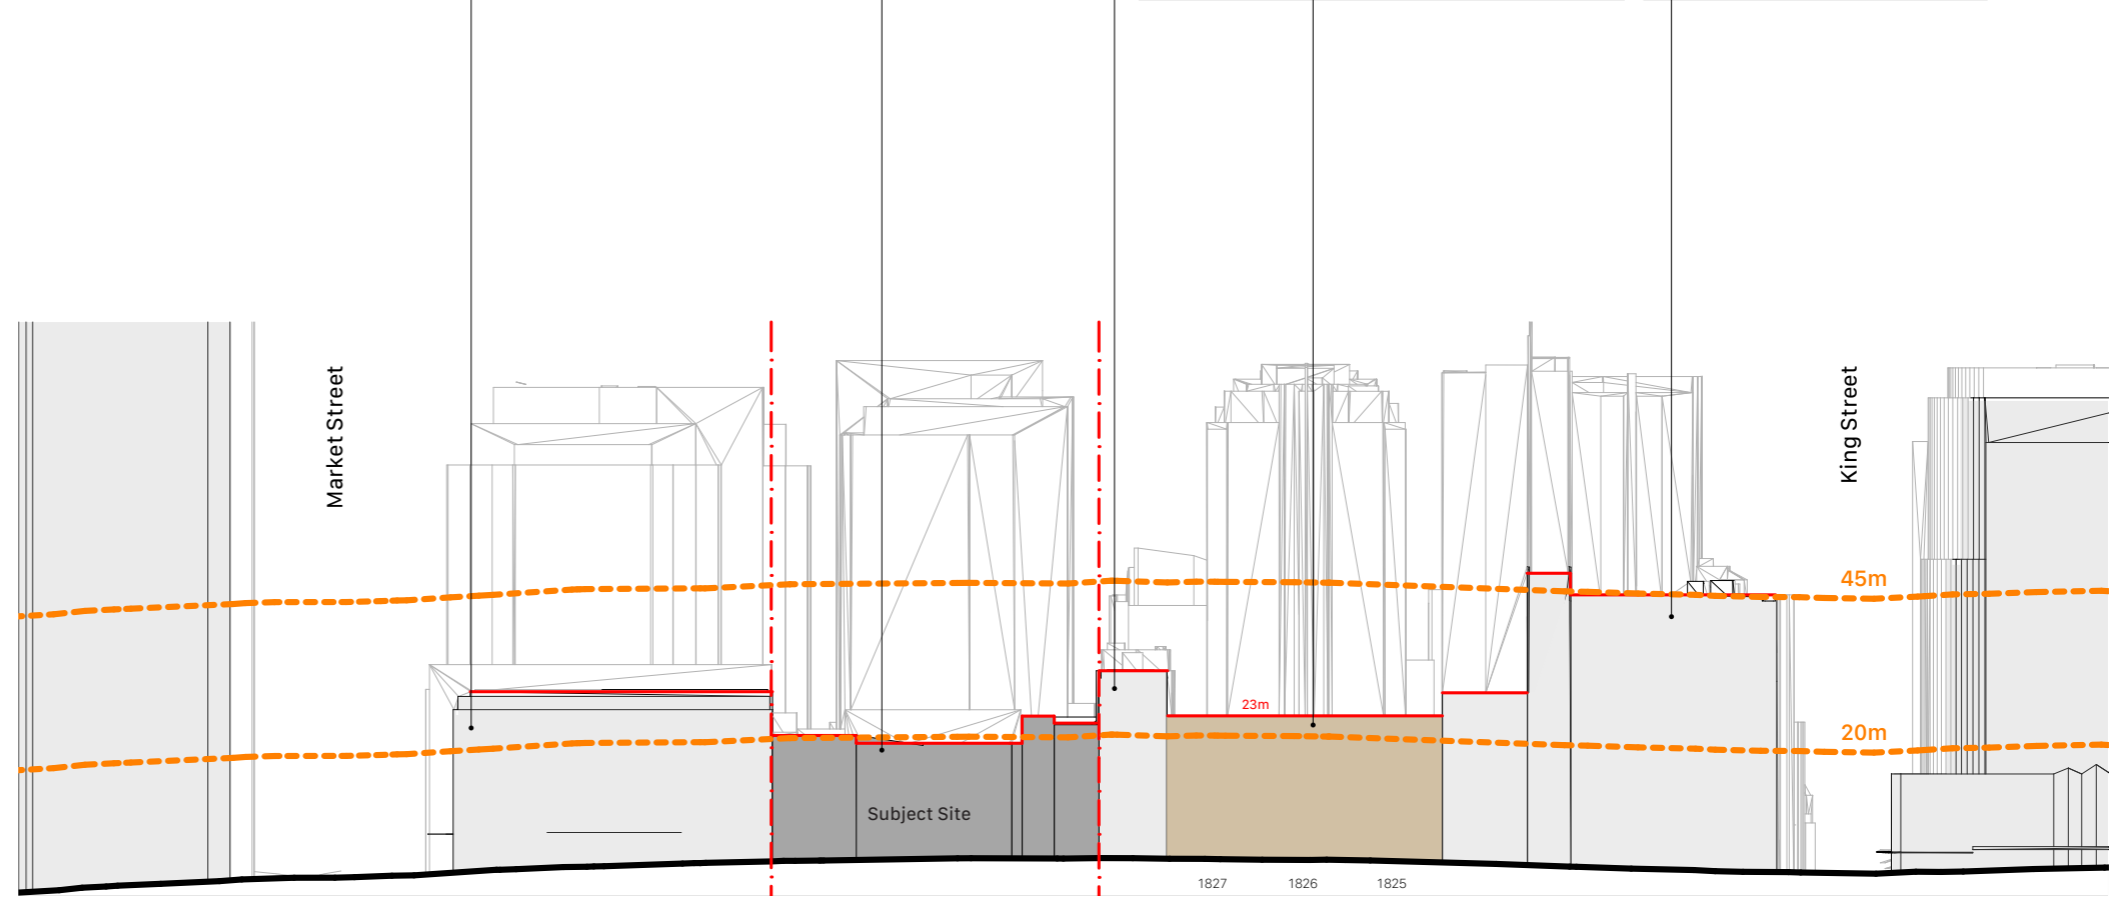 Market Street
King Street
45m
23m
20m
Subject Site
1827
1826
1825